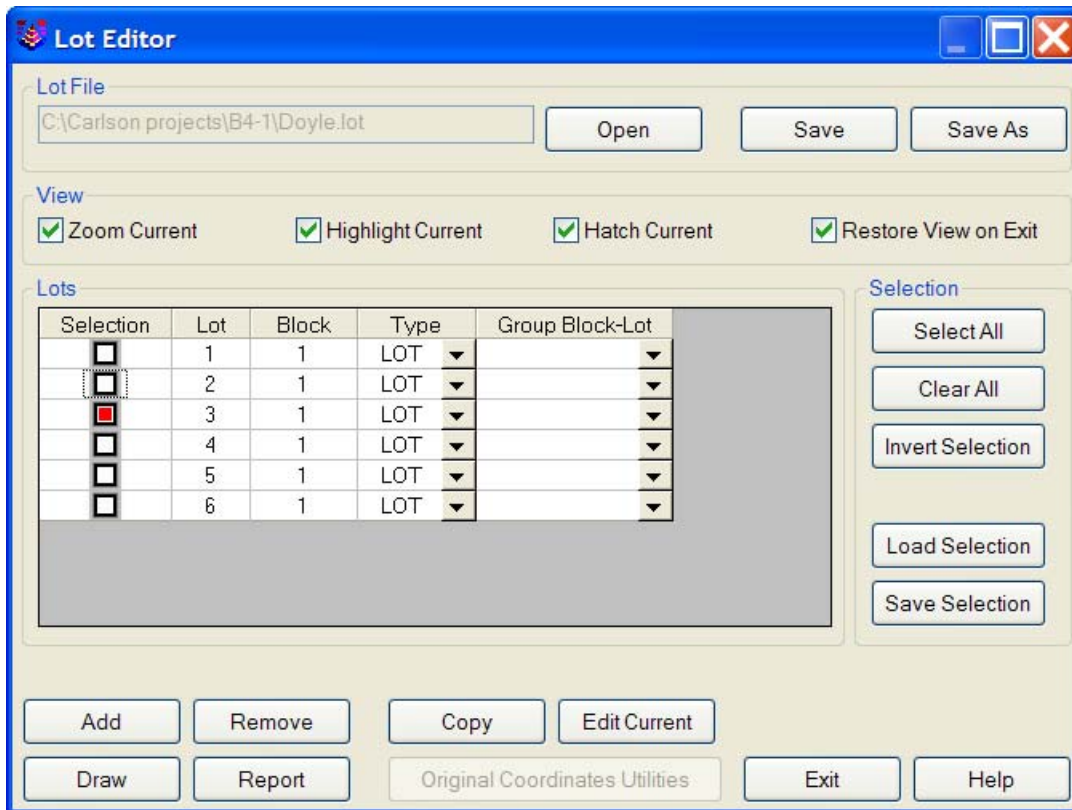 Lot Editor
Lot File
C:\Carlson projects\B4-1\Doyle.lot
Open
Save
Save As
View
Zoom Current
Highlight Current
Hatch Current
Restore View on Exit
Lots
Selection Lot Block Type Group Block-Lot
1 1 LOT
2 1 LOT
3 1 LOT
4 1 LOT
5 1 LOT
6 1 LOT
Selection
Select All
Clear All
Invert Selection
Load Selection
Save Selection
Add
Remove
Copy
Edit Current
Draw
Report
Original Coordinates Utilities
Exit
Help